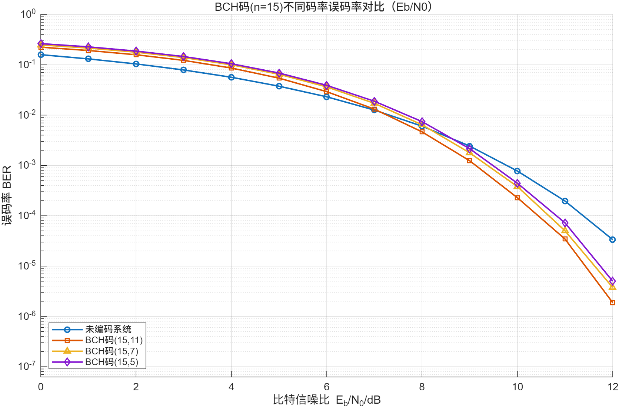 BCH码(n=15)不同码率误码率对比（Eb/N0）
10^0
10^-1
10^-2
10^-3
10^-4
10^-5
10^-6
10^-7
误码率 BER
未编码系统
BCH码(15,11)
BCH码(15,7)
BCH码(15,5)
0 2 4 6 8 10 12
比特信噪比 E_b/N_0/dB